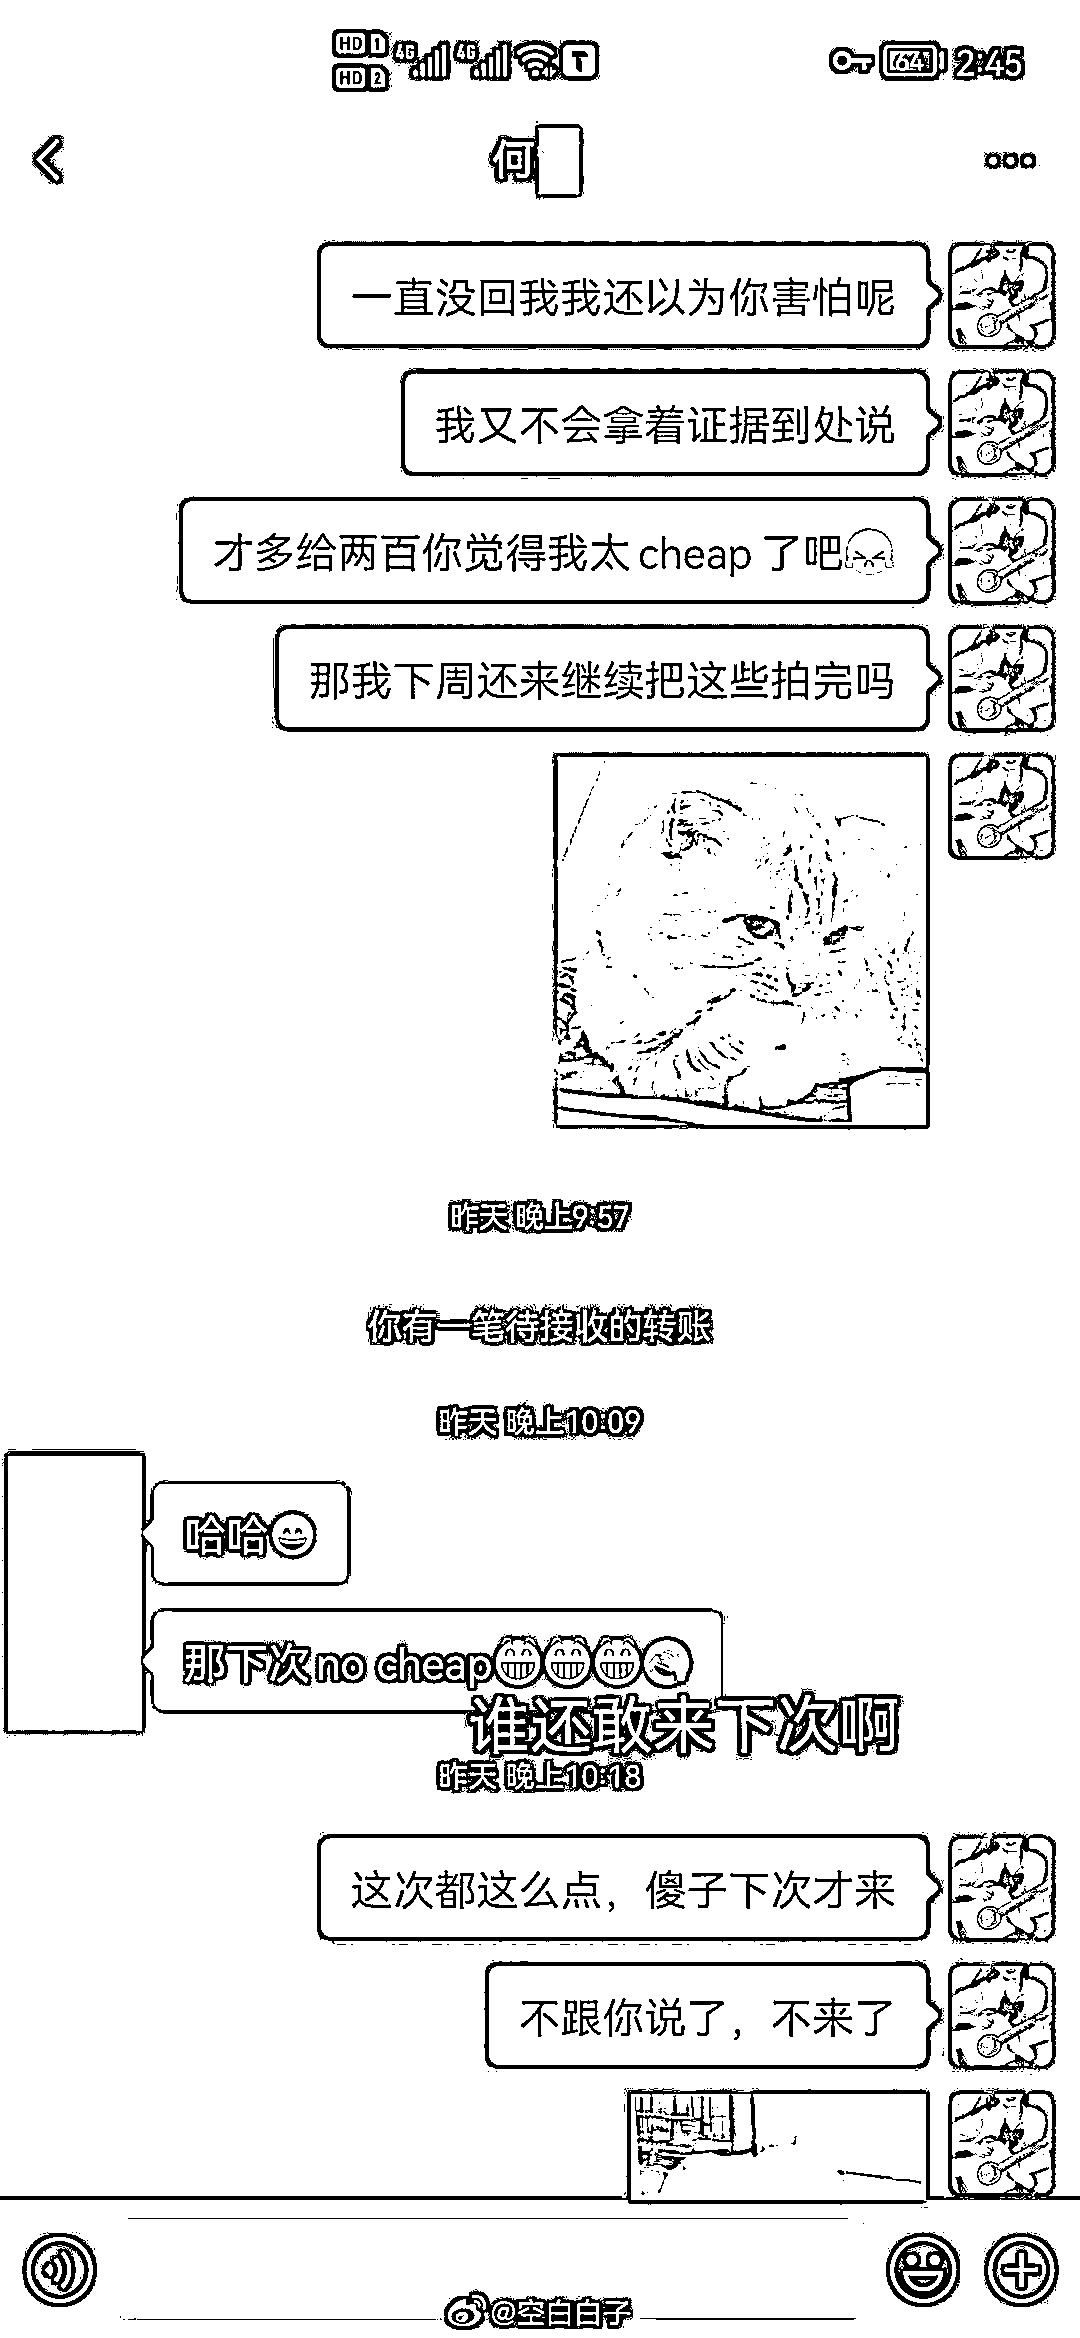 HD 1 4G 4G T 64 2:45
HD 2
何
一直没回我我还以为你害怕呢
我又不会拿着证据到处说
才多给两百你觉得我太 cheap 了吧
那我下周还来继续把这些拍完吗
昨天 晚上9:57
你有一笔待接收的转账
昨天 晚上10:09
哈哈
那下次 no cheap
谁还敢来下次啊
昨天 晚上10:18
这次都这么点，傻子下次才来
不跟你说了，不来了
@空白白子